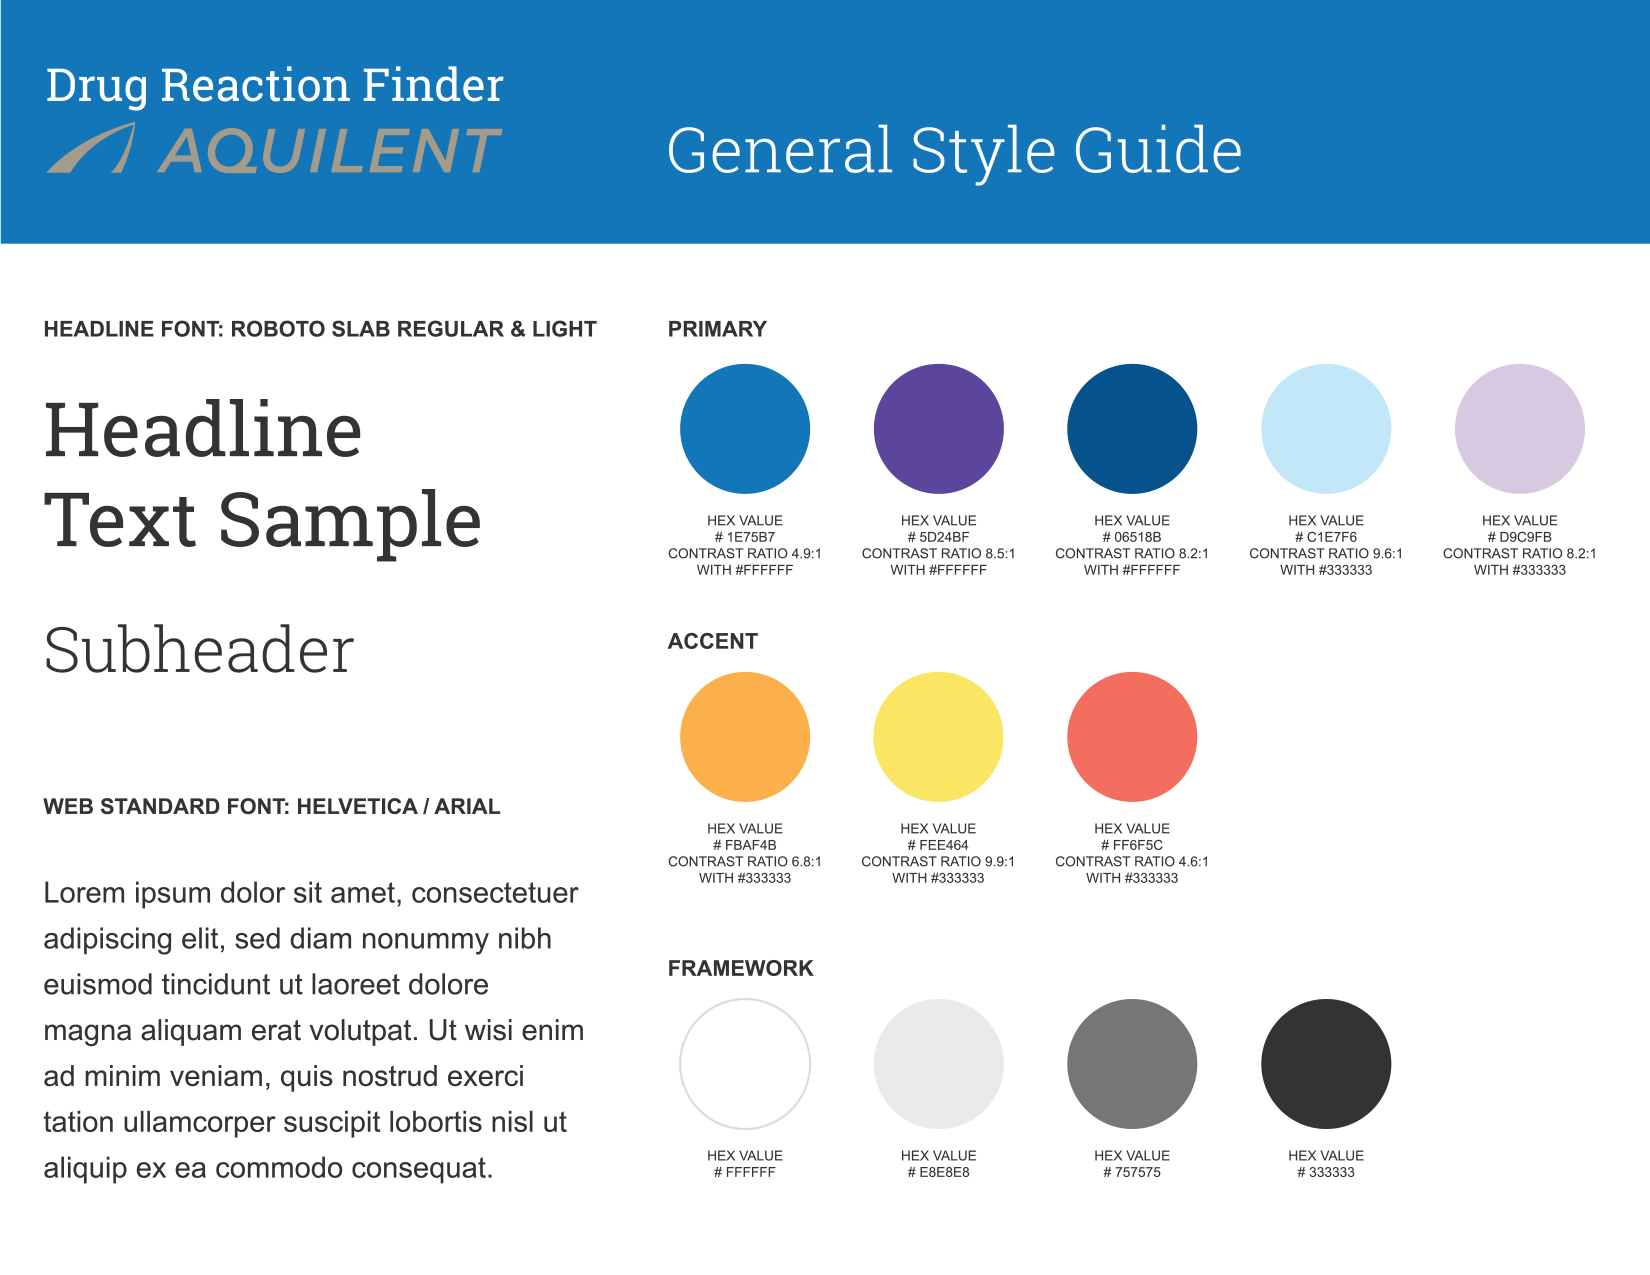 Drug Reaction Finder
AQUILENT
General Style Guide
HEADLINE FONT: ROBOTO SLAB REGULAR & LIGHT
Headline
Text Sample
Subheader
WEB STANDARD FONT: HELVETICA / ARIAL
Lorem ipsum dolor sit amet, consectetuer
adipiscing elit, sed diam nonummy nibh
euismod tincidunt ut laoreet dolore
magna aliquam erat volutpat. Ut wisi enim
ad minim veniam, quis nostrud exerci
tation ullamcorper suscipit lobortis nisl ut
aliquip ex ea commodo consequat.
PRIMARY
HEX VALUE
# 1E75B7
CONTRAST RATIO 4.9:1
WITH #FFFFFF
HEX VALUE
# 5D24BF
CONTRAST RATIO 8.5:1
WITH #FFFFFF
HEX VALUE
# 06518B
CONTRAST RATIO 8.2:1
WITH #FFFFFF
HEX VALUE
# C1E7F6
CONTRAST RATIO 9.6:1
WITH #333333
HEX VALUE
# D9C9FB
CONTRAST RATIO 8.2:1
WITH #333333
ACCENT
HEX VALUE
# FBAF4B
CONTRAST RATIO 6.8:1
WITH #333333
HEX VALUE
# FEE464
CONTRAST RATIO 9.9:1
WITH #333333
HEX VALUE
# FF6F5C
CONTRAST RATIO 4.6:1
WITH #333333
FRAMEWORK
HEX VALUE
# FFFFFF
HEX VALUE
# E8E8E8
HEX VALUE
# 757575
HEX VALUE
# 333333